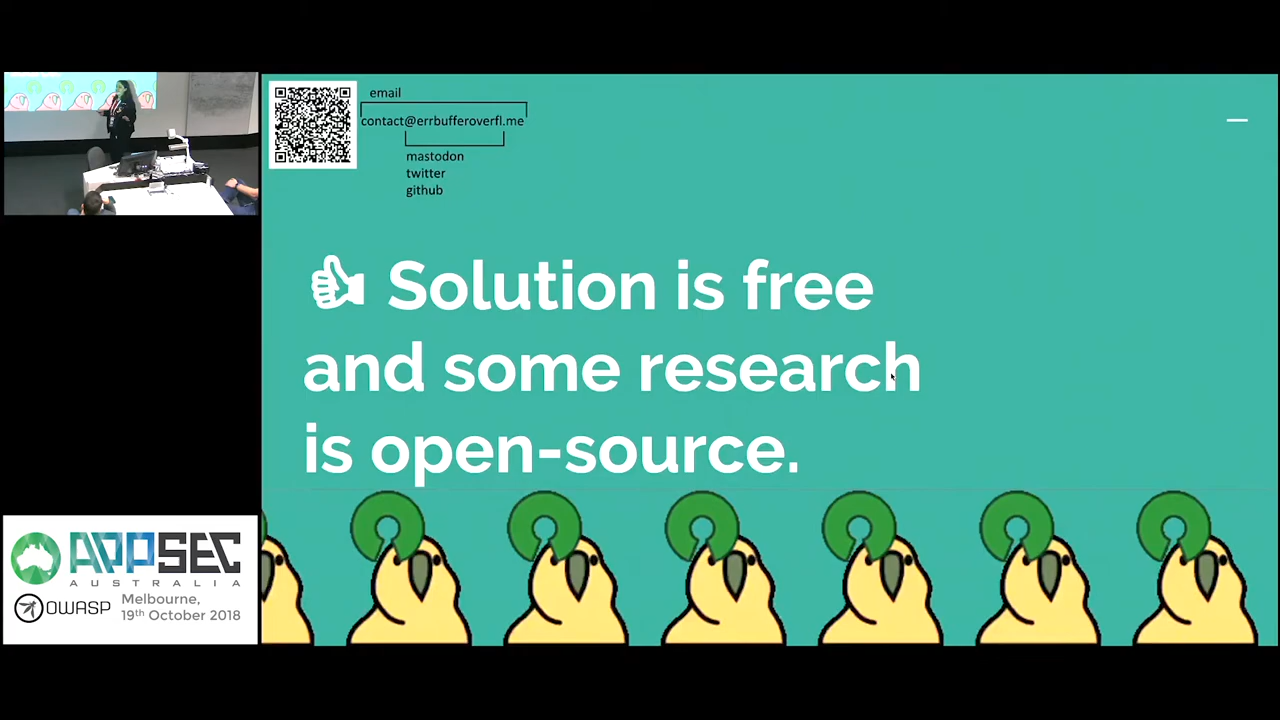 email
contact@errbufferoverfl.me
mastodon
twitter
github
👍 Solution is free
and some research
is open-source.
APPSEC
AUSTRALIA
OWASP
Melbourne,
19th October 2018